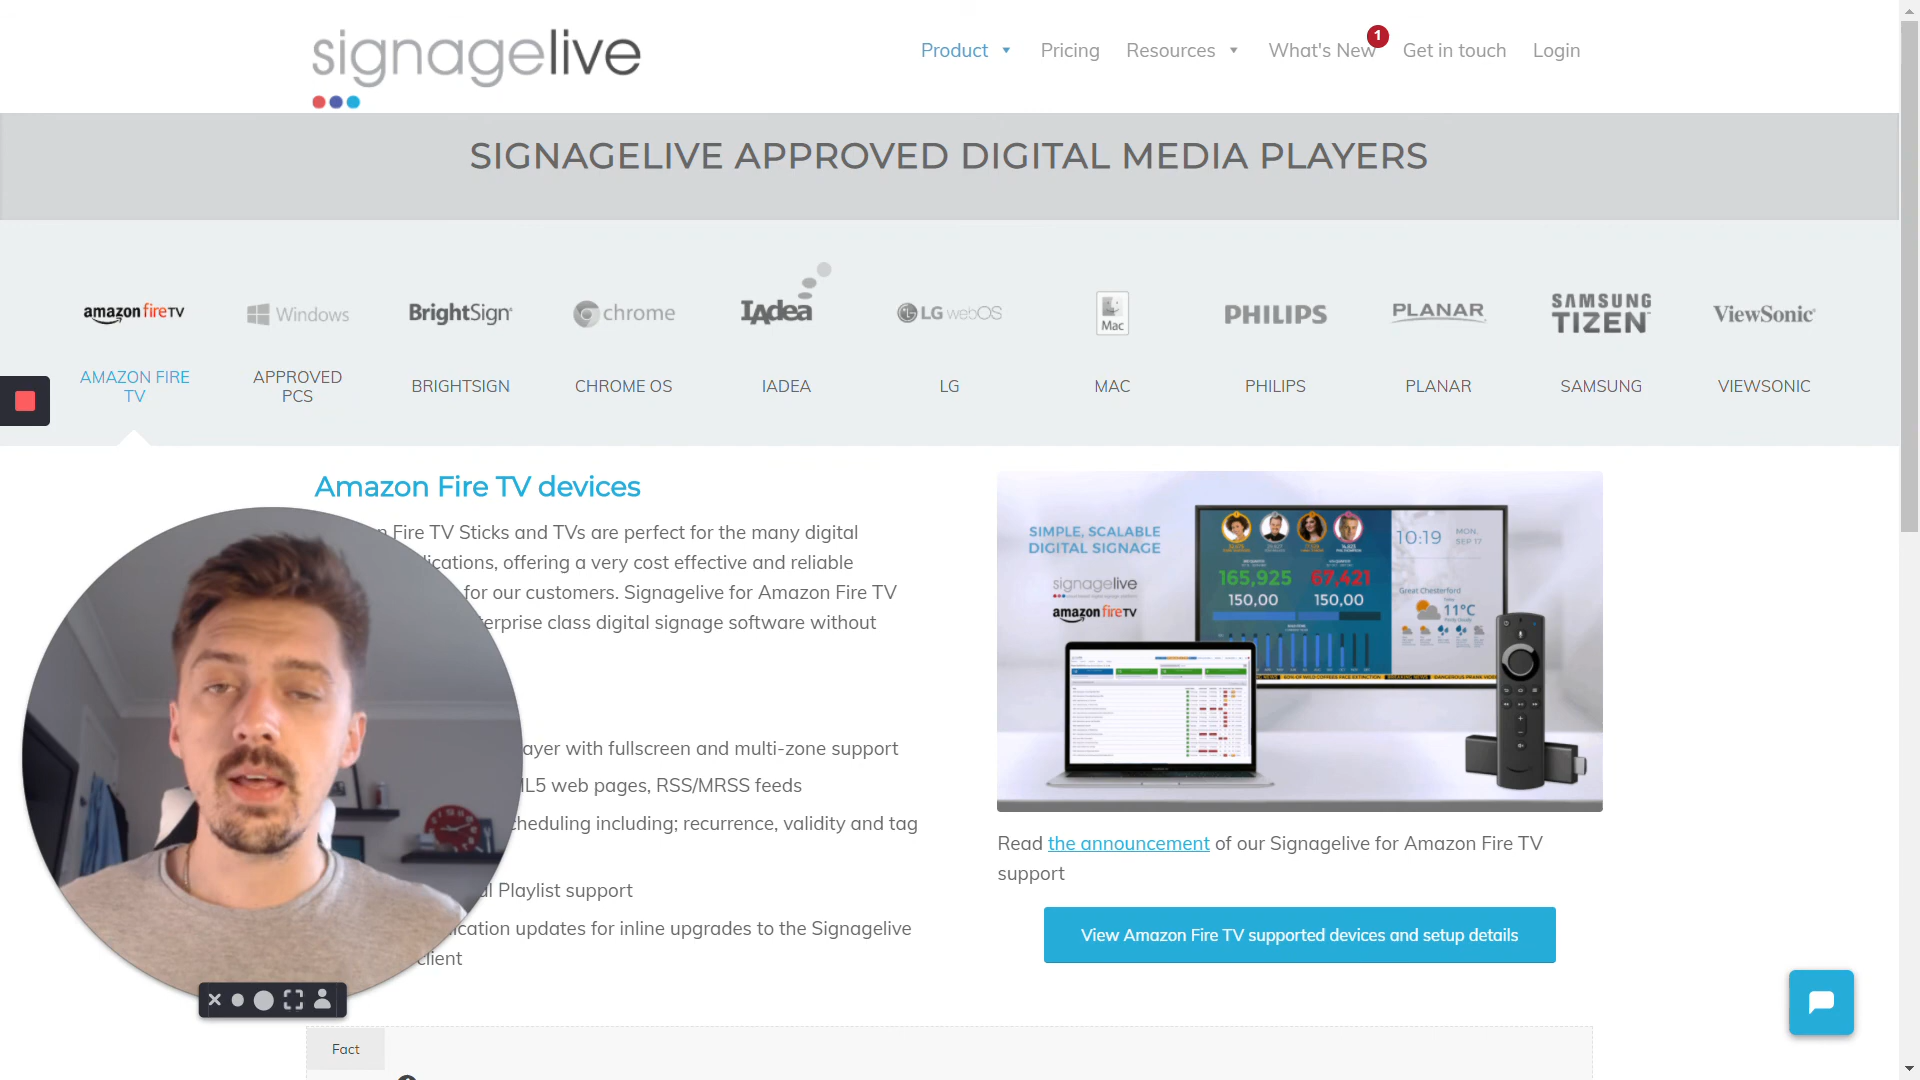 signagelive
Product Pricing Resources What's New 1 Get in touch Login
SIGNAGELIVE APPROVED DIGITAL MEDIA PLAYERS
amazon fireTV Windows BrightSign chrome IAdea LG webOS Mac PHILIPS PLANAR SAMSUNG TIZEN ViewSonic
AMAZON FIRE TV
APPROVED PCS
BRIGHTSIGN
CHROME OS
IADEA
LG
MAC
PHILIPS
PLANAR
SAMSUNG
VIEWSONIC
Amazon Fire TV devices
n Fire TV Sticks and TVs are perfect for the many digital
ications, offering a very cost effective and reliable
for our customers. Signagelive for Amazon Fire TV
erprise class digital signage software without
ayer with fullscreen and multi-zone support
L5 web pages, RSS/MRSS feeds
cheduling including; recurrence, validity and tag
al Playlist support
ication updates for inline upgrades to the Signagelive
client
SIMPLE, SCALABLE
DIGITAL SIGNAGE
signagelive
amazon fireTV
165,925 67,421
150,00 150,00
10:19 MON.
SEP 17
Great Chesterford
11°C
Read the announcement of our Signagelive for Amazon Fire TV
support
View Amazon Fire TV supported devices and setup details
Fact